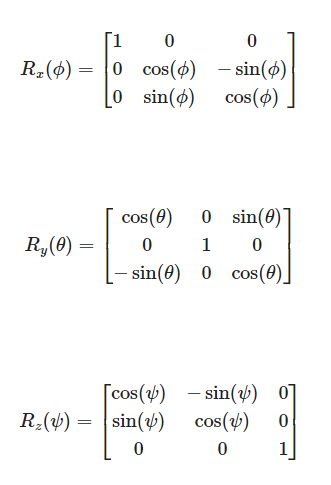 R_x(ϕ) = [1 0 0
0 cos(ϕ) − sin(ϕ)
0 sin(ϕ) cos(ϕ)]
R_y(θ) = [cos(θ) 0 sin(θ)
0 1 0
− sin(θ) 0 cos(θ)]
R_z(ψ) = [cos(ψ) − sin(ψ) 0
sin(ψ) cos(ψ) 0
0 0 1]